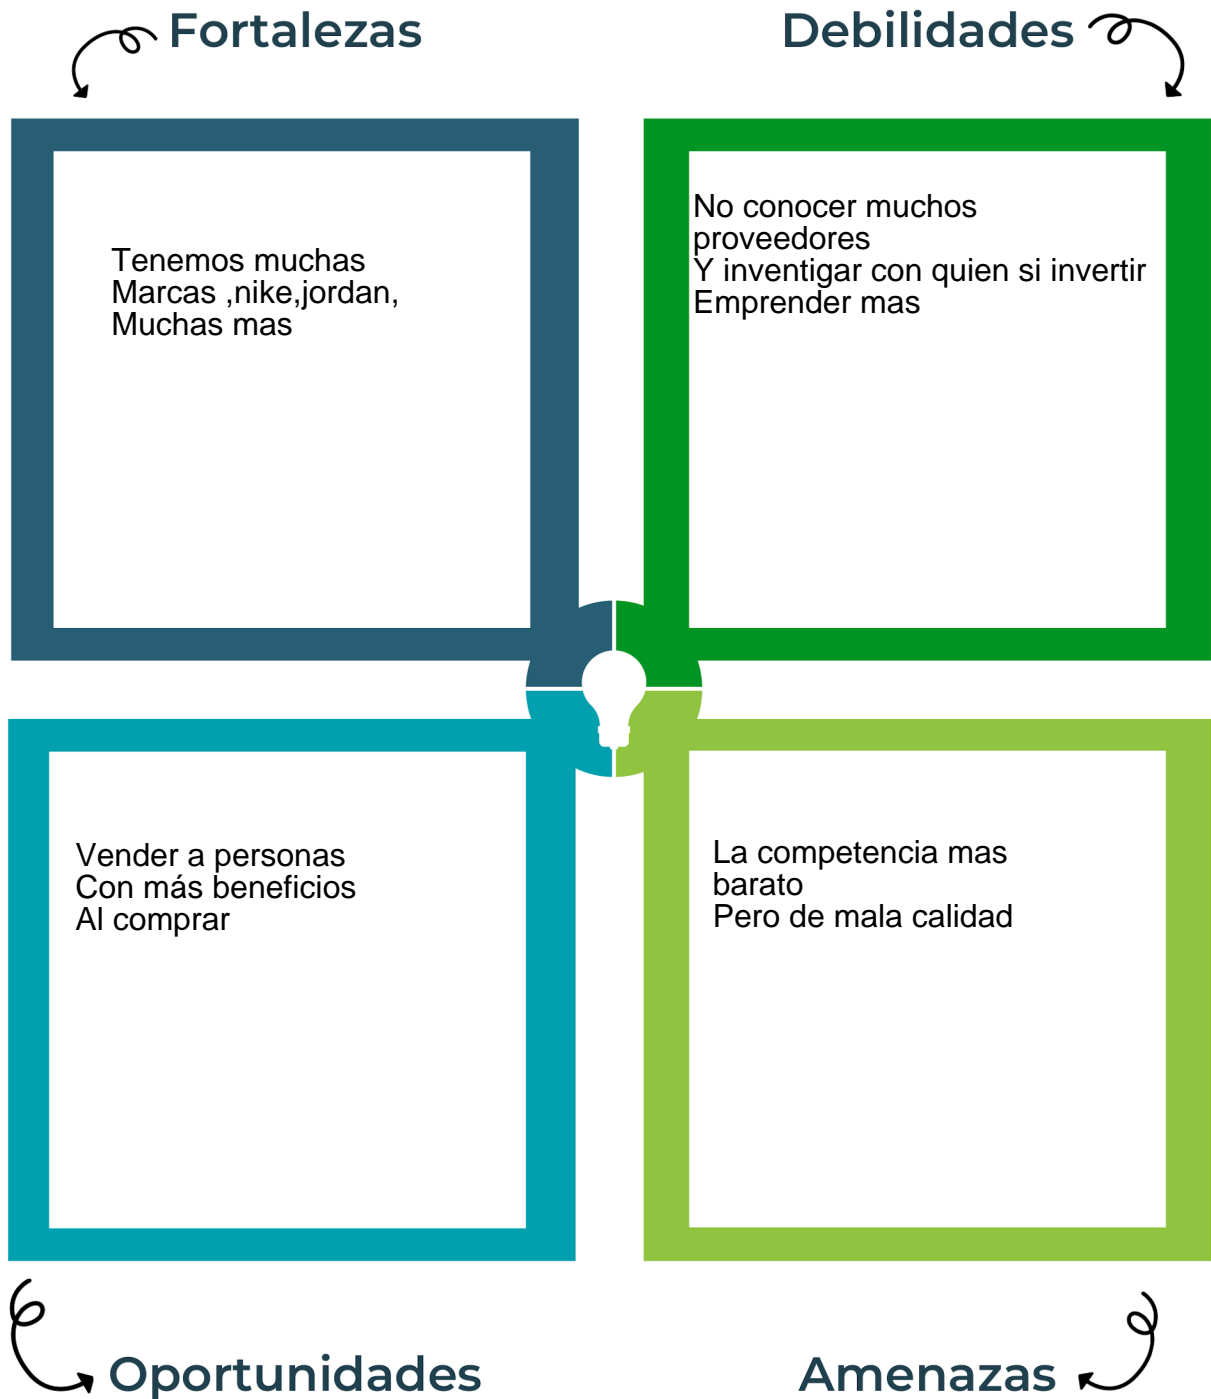 Fortalezas
Tenemos muchas
Marcas ,nike,jordan,
Muchas mas
Debilidades
No conocer muchos
proveedores
Y inventigar con quien si invertir
Emprender mas
Vender a personas
Con más beneficios
Al comprar
Oportunidades
La competencia mas
barato
Pero de mala calidad
Amenazas